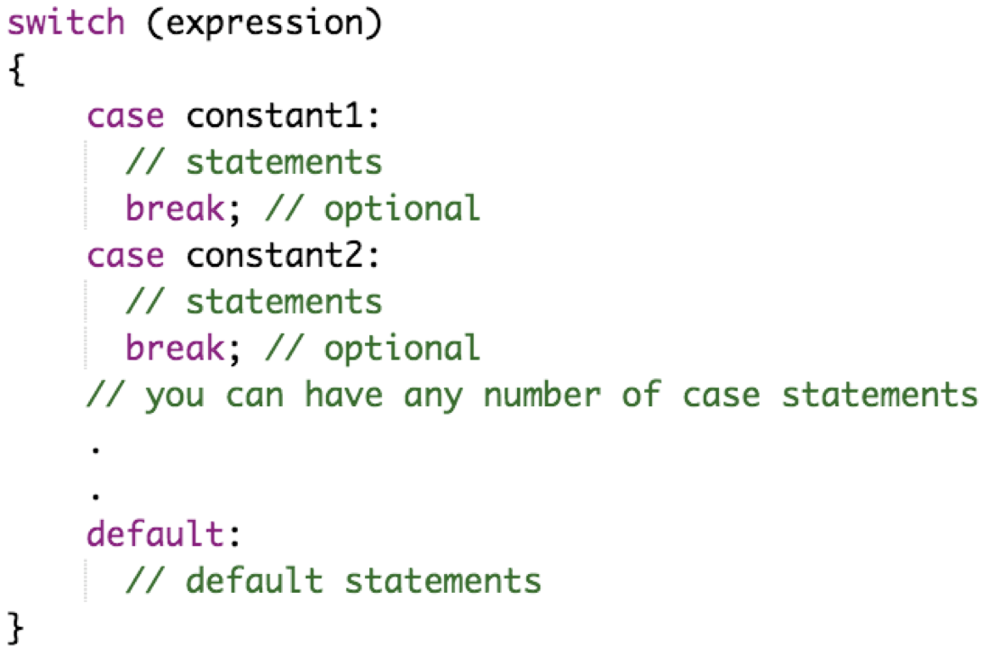 switch (expression)
{
    case constant1:
      // statements
      break; // optional
    case constant2:
      // statements
      break; // optional
    // you can have any number of case statements
    .
    .
    default:
      // default statements
}